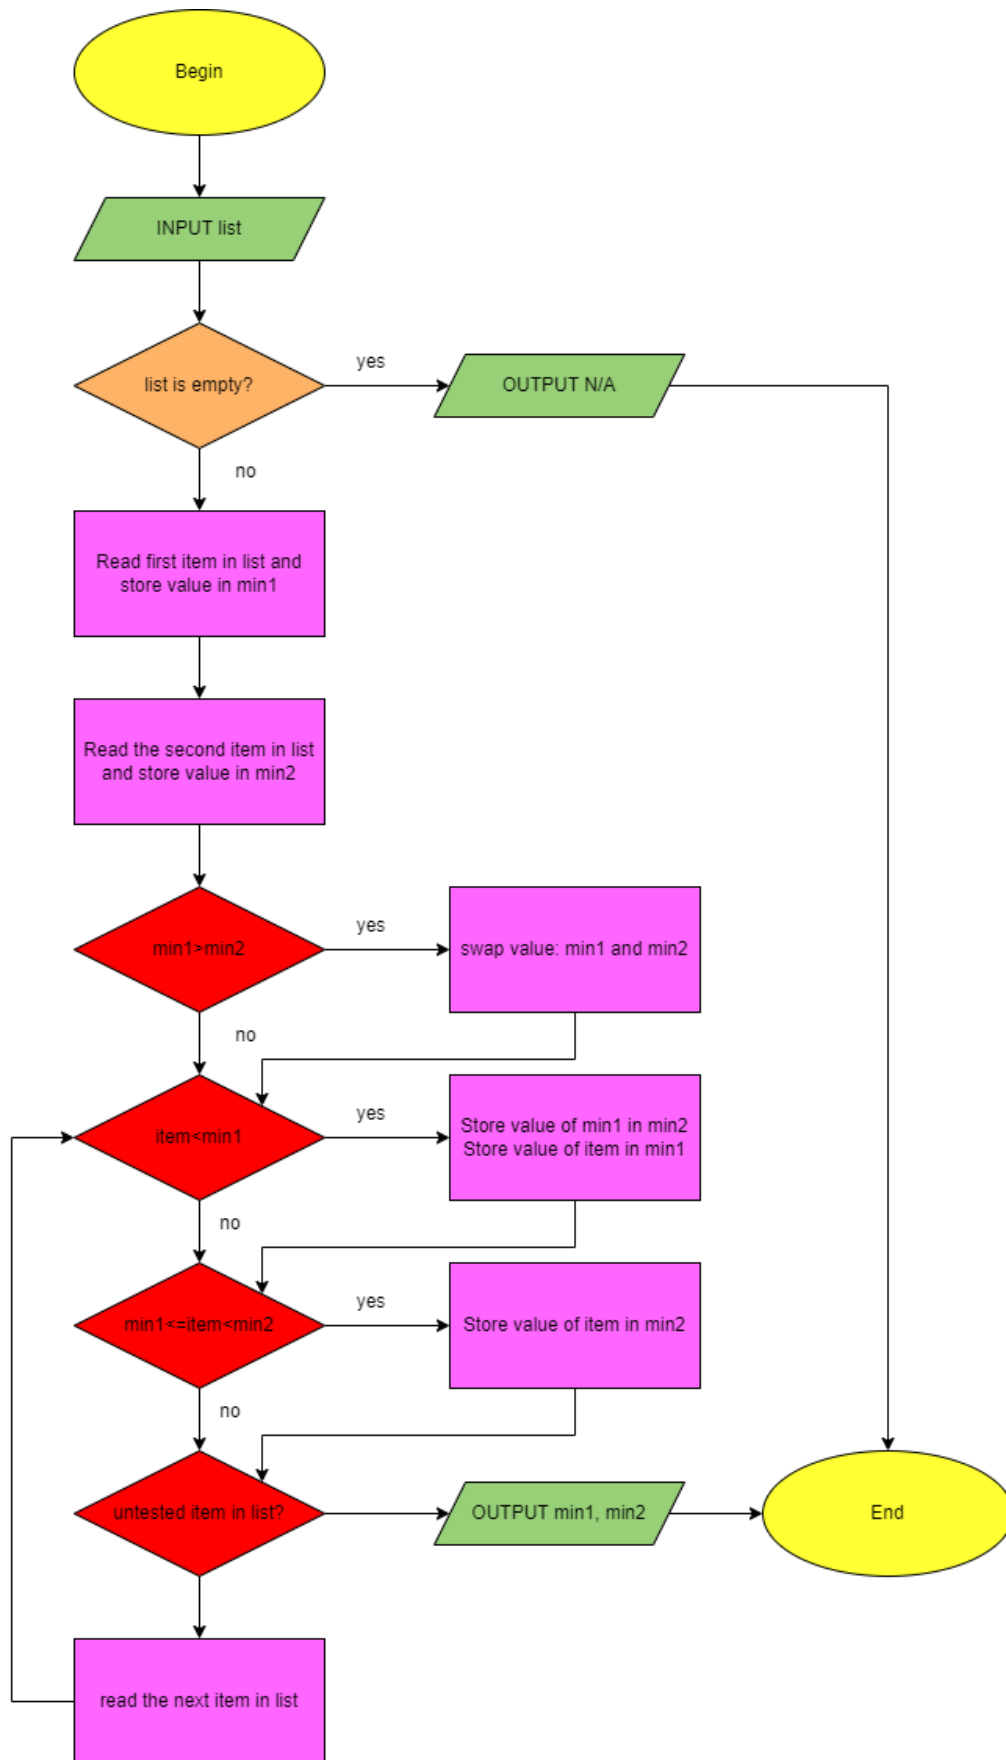 Begin
INPUT list
list is empty?
yes
OUTPUT N/A
no
Read first item in list and
store value in min1
Read the second item in list
and store value in min2
min1>min2
yes
swap value: min1 and min2
no
item<min1
yes
Store value of min1 in min2
Store value of item in min1
no
min1<=item<min2
yes
Store value of item in min2
no
untested item in list?
OUTPUT min1, min2
End
read the next item in list